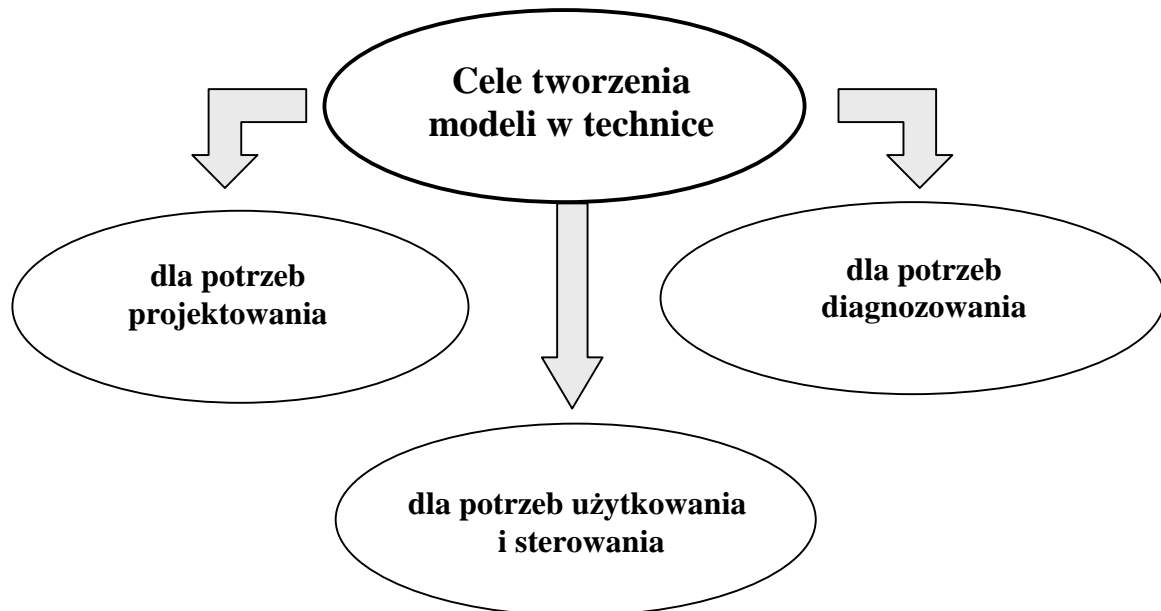 Cele tworzenia
modeli w technice
dla potrzeb
projektowania
dla potrzeb
diagnozowania
dla potrzeb użytkowania
i sterowania